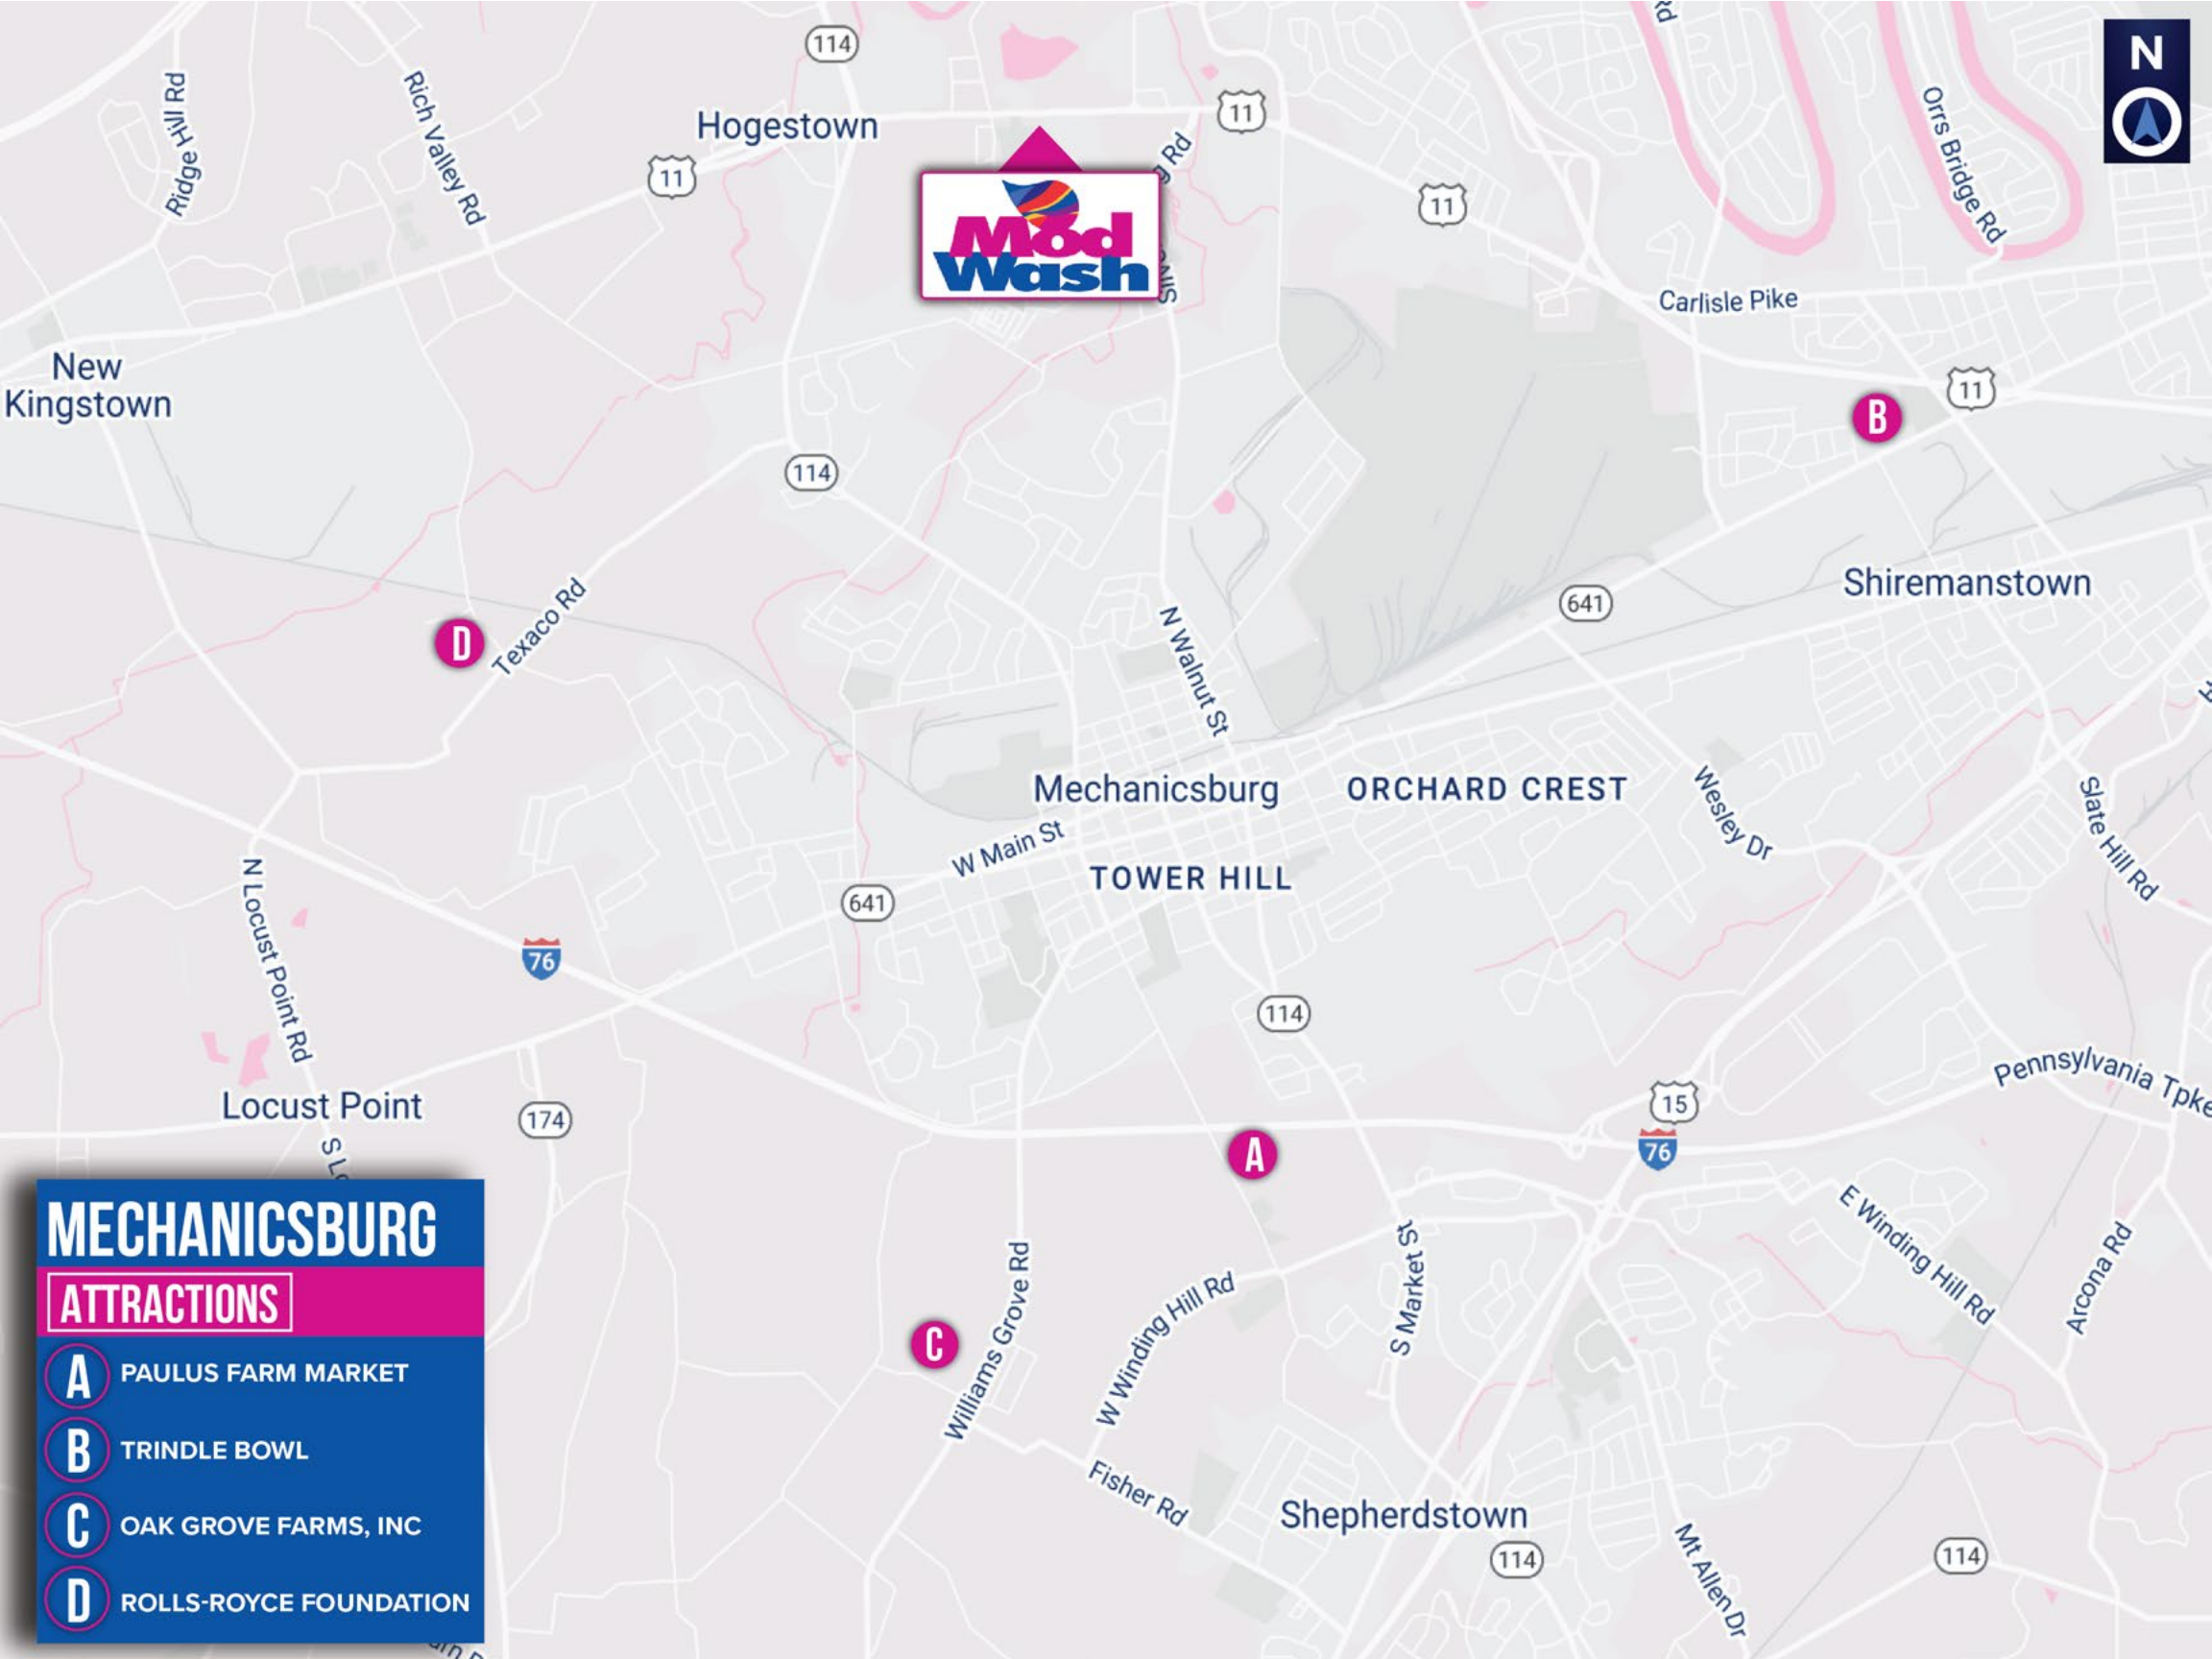 Rd
N
114
Ridge Hill Rd
Rich Valley Rd
Hogestown
11
11
Orrs Bridge Rd
Rd
11
Mod
Wash
Carlisle Pike
New
Kingstown
11
B
114
Shiremanstown
641
D
Texaco Rd
N Walnut St
Mechanicsburg
ORCHARD CREST
Wesley Dr
Slate Hill Rd
W Main St
TOWER HILL
641
N Locust Point Rd
76
114
Pennsylvania Tpke
Locust Point
174
15
A
76
S Lo
E Winding Hill Rd
Arcona Rd
S Market St
Williams Grove Rd
W Winding Hill Rd
C
Fisher Rd
Shepherdstown
114
Mt Allen Dr
114
MECHANICSBURG
ATTRACTIONS
A PAULUS FARM MARKET
B TRINDLE BOWL
C OAK GROVE FARMS, INC
D ROLLS-ROYCE FOUNDATION